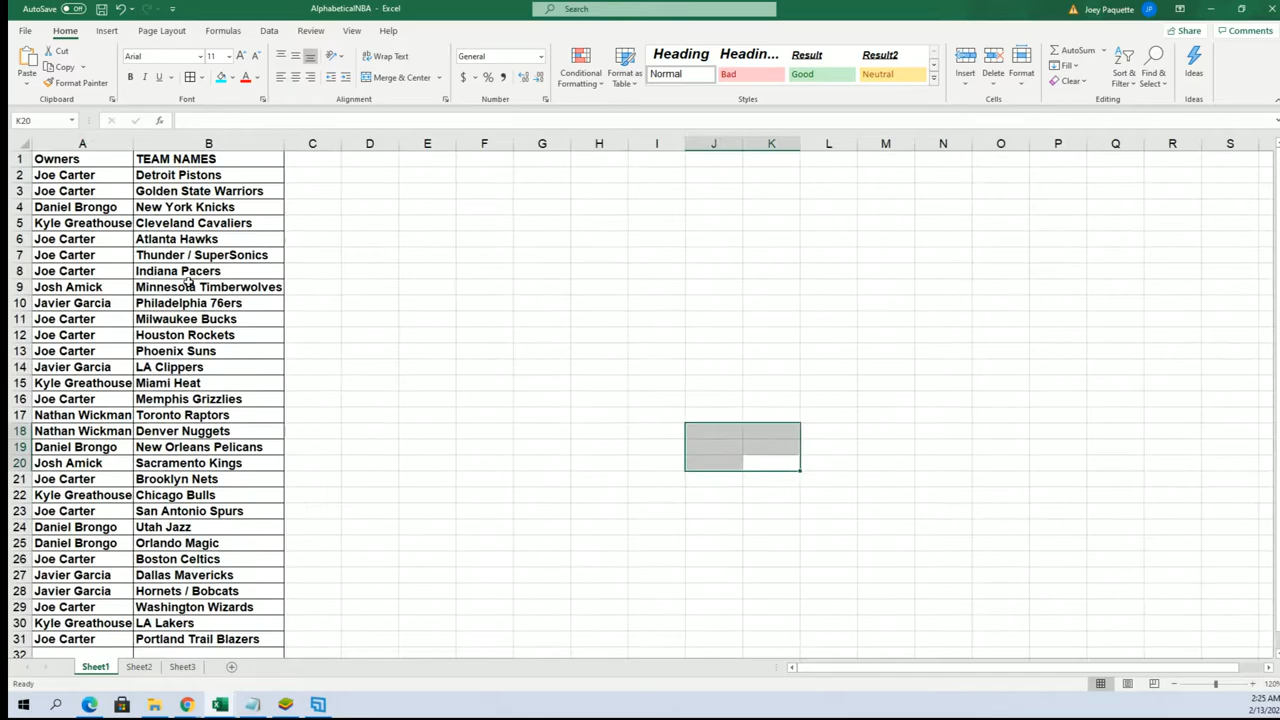 AutoSave Off AlphabeticalNBA - Excel Search Joey Paquette JP
File Home Insert Page Layout Formulas Data Review View Help Share Comments
Paste Cut Copy Format Painter Clipboard
Arial 11 B I U A Font
Wrap Text Merge & Center Alignment
General $ % Number
Conditional Formatting Format as Table
Heading Headin... Result Result2
Normal Bad Good Neutral
Styles
Insert Delete Format Cells
AutoSum Fill Clear Sort & Filter Find & Select Editing
Ideas Ideas
K20 fx
A B C D E F G H I J K L M N O P Q R S
1 Owners TEAM NAMES
2 Joe Carter Detroit Pistons
3 Joe Carter Golden State Warriors
4 Daniel Brongo New York Knicks
5 Kyle Greathouse Cleveland Cavaliers
6 Joe Carter Atlanta Hawks
7 Joe Carter Thunder / SuperSonics
8 Joe Carter Indiana Pacers
9 Josh Amick Minnesota Timberwolves
10 Javier Garcia Philadelphia 76ers
11 Joe Carter Milwaukee Bucks
12 Joe Carter Houston Rockets
13 Joe Carter Phoenix Suns
14 Javier Garcia LA Clippers
15 Kyle Greathouse Miami Heat
16 Joe Carter Memphis Grizzlies
17 Nathan Wickman Toronto Raptors
18 Nathan Wickman Denver Nuggets
19 Daniel Brongo New Orleans Pelicans
20 Josh Amick Sacramento Kings
21 Joe Carter Brooklyn Nets
22 Kyle Greathouse Chicago Bulls
23 Joe Carter San Antonio Spurs
24 Daniel Brongo Utah Jazz
25 Daniel Brongo Orlando Magic
26 Joe Carter Boston Celtics
27 Javier Garcia Dallas Mavericks
28 Javier Garcia Hornets / Bobcats
29 Joe Carter Washington Wizards
30 Kyle Greathouse LA Lakers
31 Joe Carter Portland Trail Blazers
32
Sheet1 Sheet2 Sheet3
Ready 120%
2:25 AM